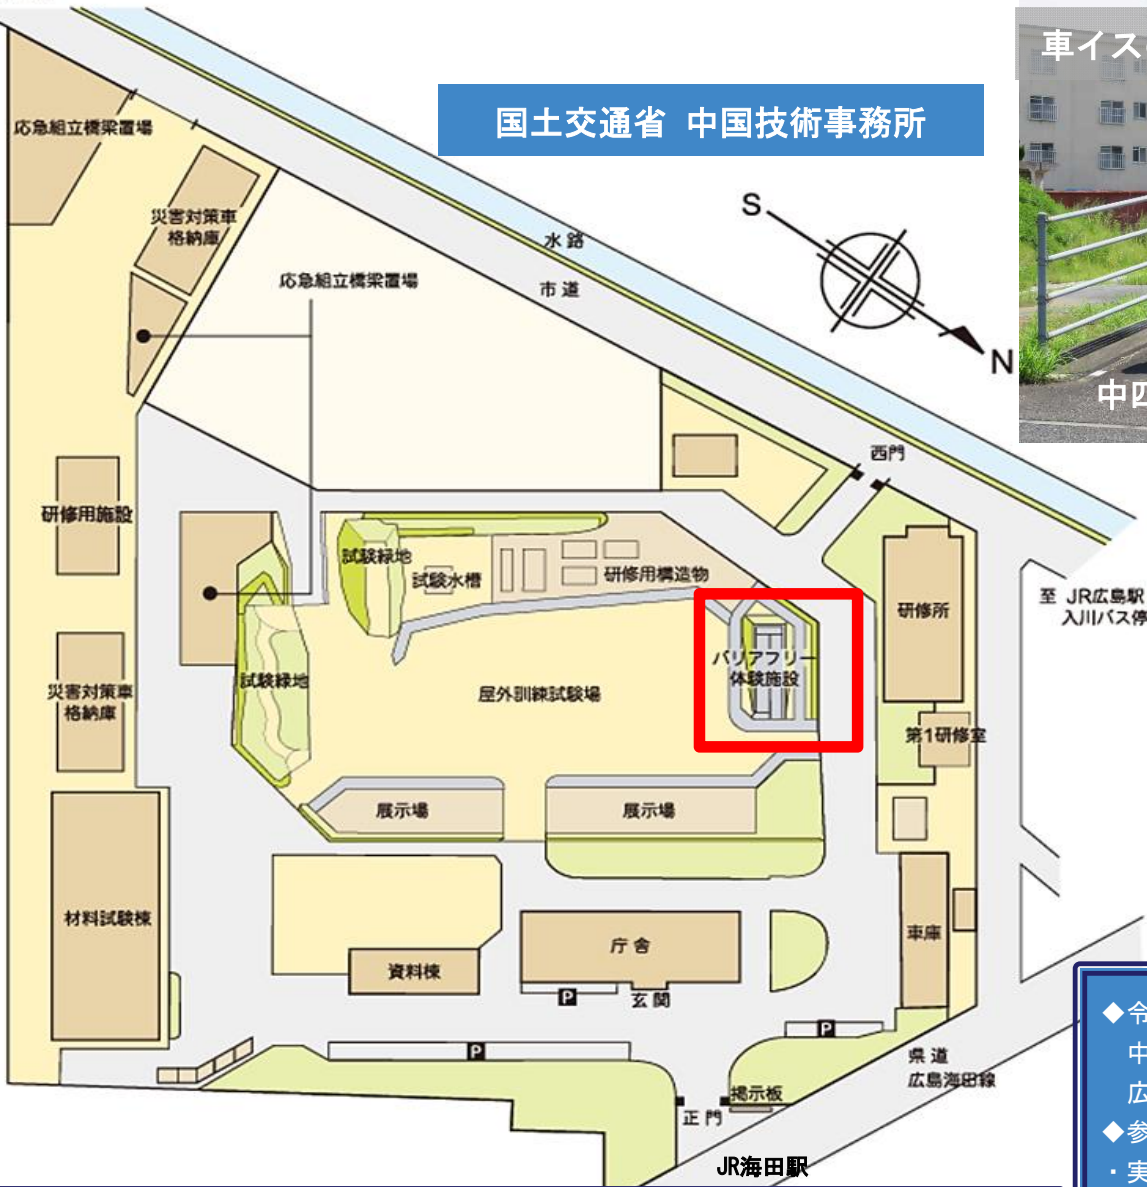 車イス
国土交通省 中国技術事務所
応急組立橋梁置場
災害対策車
格納庫
水路
市道
S
N
応急組立橋梁置場
中四
西門
研修用施設
試験緑地
試験水槽
研修用構造物
研修所
至 JR広島駅
入川バス停
バリアフリー
体験施設
試験緑地
屋外訓練試験場
災害対策車
格納庫
第1研修室
展示場
展示場
材料試験棟
資料棟
庁舎
車庫
P
玄関
P
P
県道
広島海田線
掲示板
正門
JR海田駅
◆令
中
広
◆参
・実